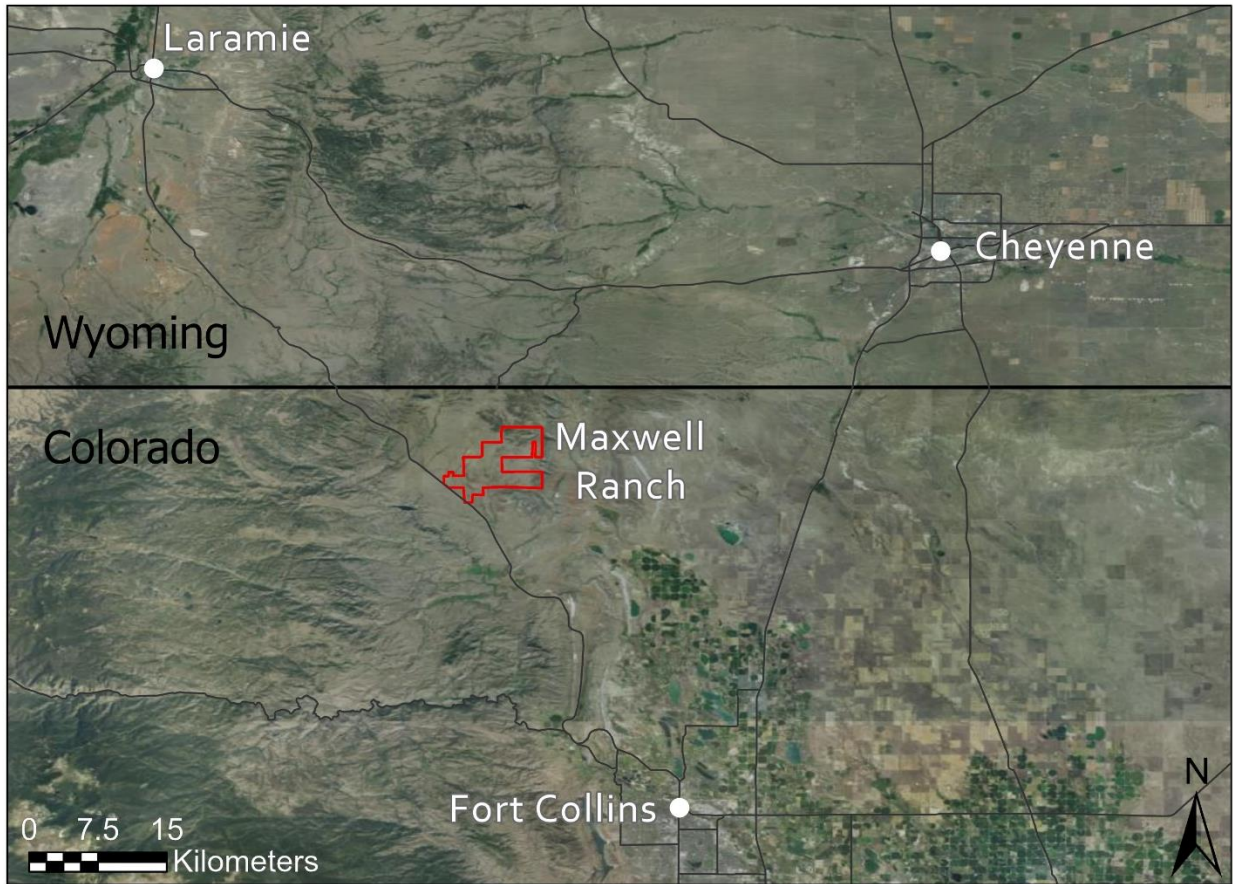 Laramie
Cheyenne
Wyoming
Colorado
Maxwell
Ranch
Fort Collins
N
0 7.5 15
Kilometers